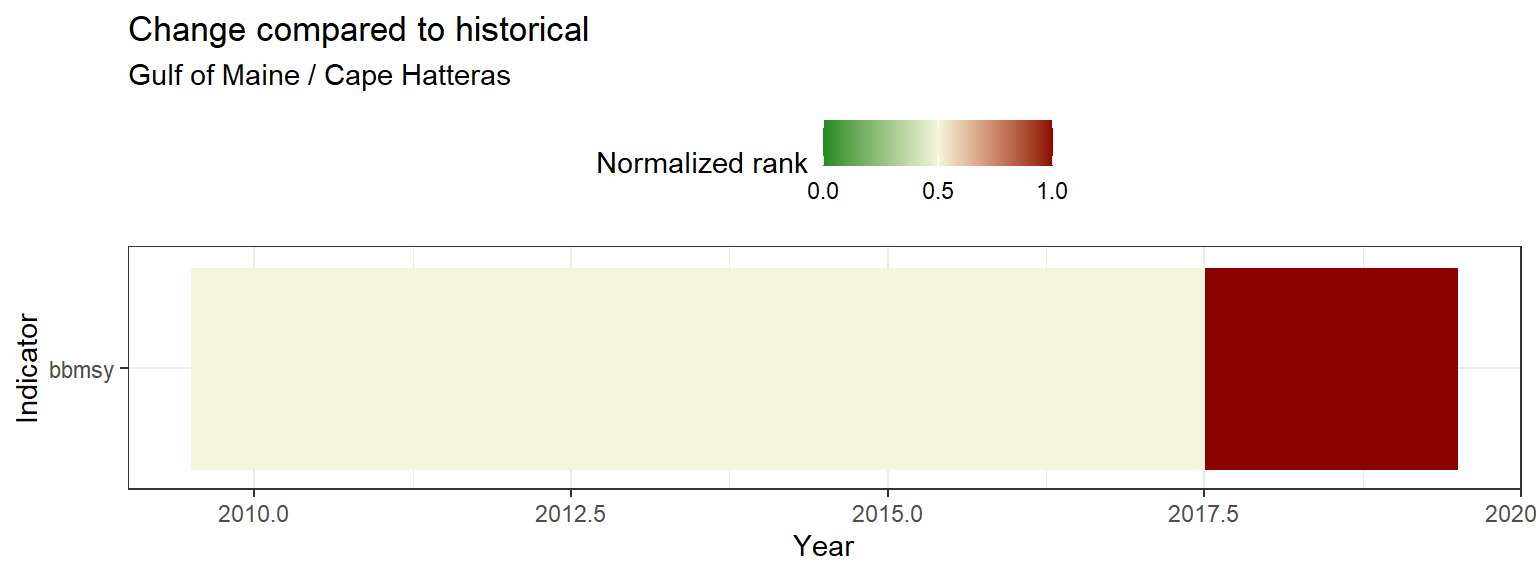 Change compared to historical
Gulf of Maine / Cape Hatteras
Normalized rank
0.0 0.5 1.0
Indicator
bbmsy
2010.0 2012.5 2015.0 2017.5 2020
Year